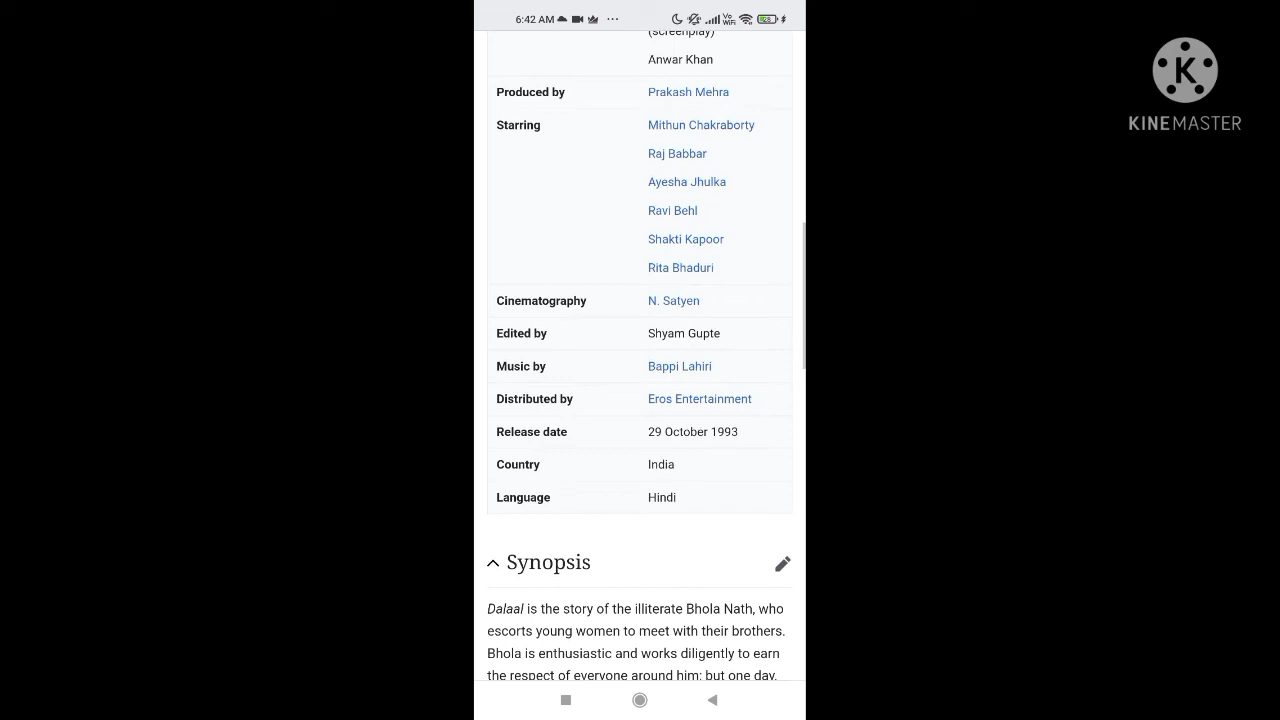 6:42 AM
(screenplay)
Anwar Khan
Produced by Prakash Mehra
Starring Mithun Chakraborty
Raj Babbar
Ayesha Jhulka
Ravi Behl
Shakti Kapoor
Rita Bhaduri
Cinematography N. Satyen
Edited by Shyam Gupte
Music by Bappi Lahiri
Distributed by Eros Entertainment
Release date 29 October 1993
Country India
Language Hindi
Synopsis
Dalaal is the story of the illiterate Bhola Nath, who
escorts young women to meet with their brothers.
Bhola is enthusiastic and works diligently to earn
the respect of everyone around him; but one day,
K
KINEMASTER